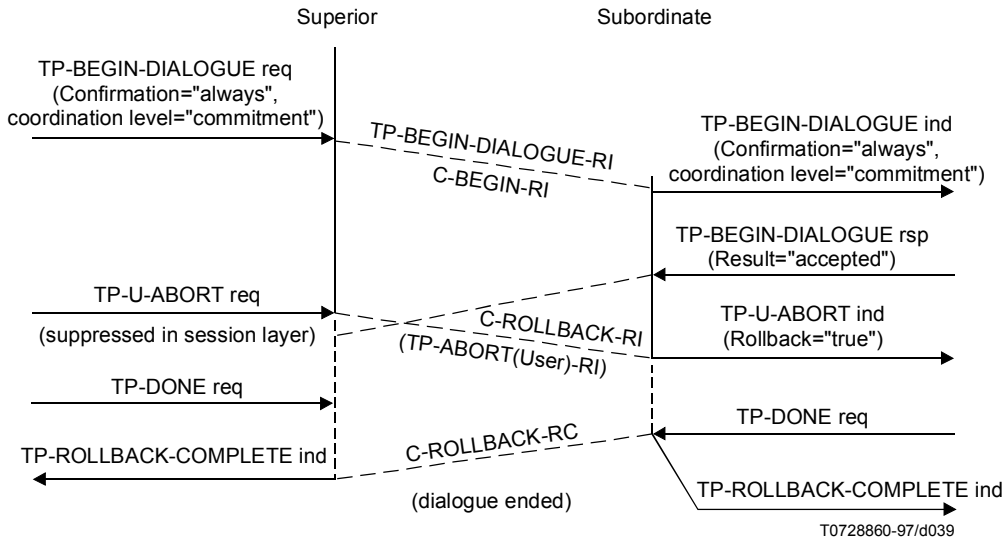 Superior
Subordinate
TP-BEGIN-DIALOGUE req
(Confirmation="always",
coordination level="commitment")
TP-BEGIN-DIALOGUE-RI
C-BEGIN-RI
TP-BEGIN-DIALOGUE ind
(Confirmation="always",
coordination level="commitment")
TP-BEGIN-DIALOGUE rsp
(Result="accepted")
TP-U-ABORT req
(suppressed in session layer)
C-ROLLBACK-RI
(TP-ABORT(User)-RI)
TP-U-ABORT ind
(Rollback="true")
TP-DONE req
TP-DONE req
C-ROLLBACK-RC
TP-ROLLBACK-COMPLETE ind
(dialogue ended)
TP-ROLLBACK-COMPLETE ind
T0728860-97/d039